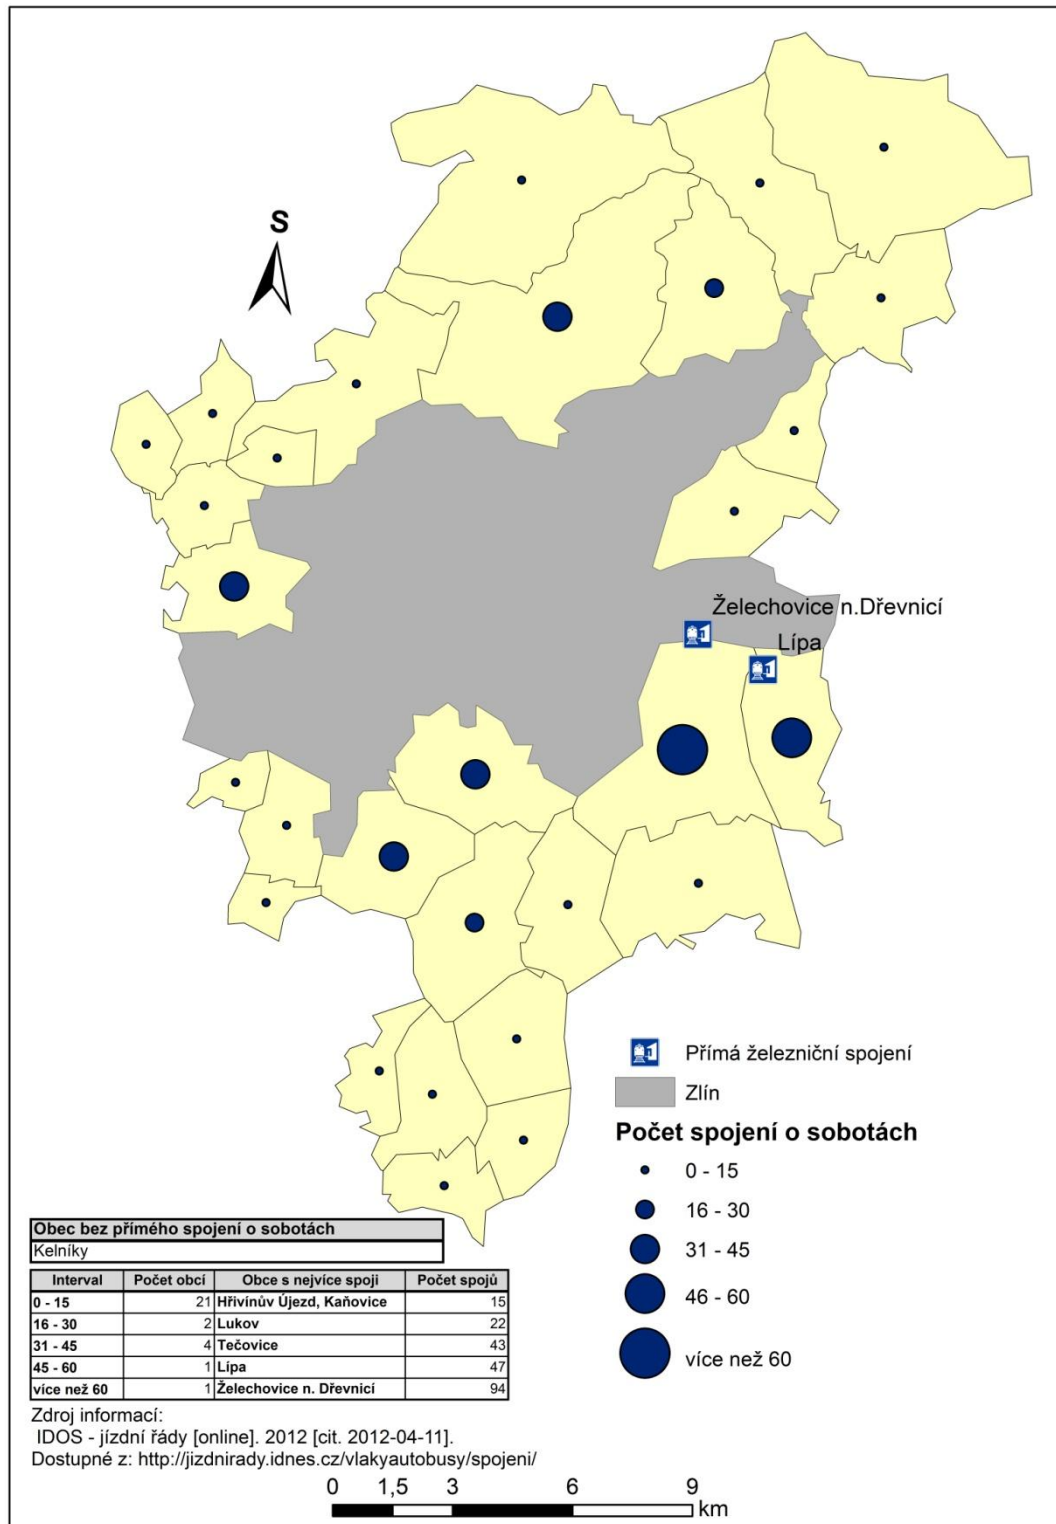 S
Želechovice n.Dřevnicí
Lípa
Přímá železniční spojení
Zlín
Počet spojení o sobotách
0 - 15
16 - 30
31 - 45
46 - 60
více než 60
Obec bez přímého spojení o sobotách
Kelníky
Interval Počet obcí Obce s nejvíce spoji Počet spojů
0 - 15 21 Hřivínův Újezd, Kaňovice 15
16 - 30 2 Lukov 22
31 - 45 4 Tečovice 43
45 - 60 1 Lípa 47
více než 60 1 Želechovice n. Dřevnicí 94
Zdroj informací:
IDOS - jízdní řády [online]. 2012 [cit. 2012-04-11].
Dostupné z: http://jizdnirady.idnes.cz/vlakyautobusy/spojeni/
0 1,5 3 6 9
km